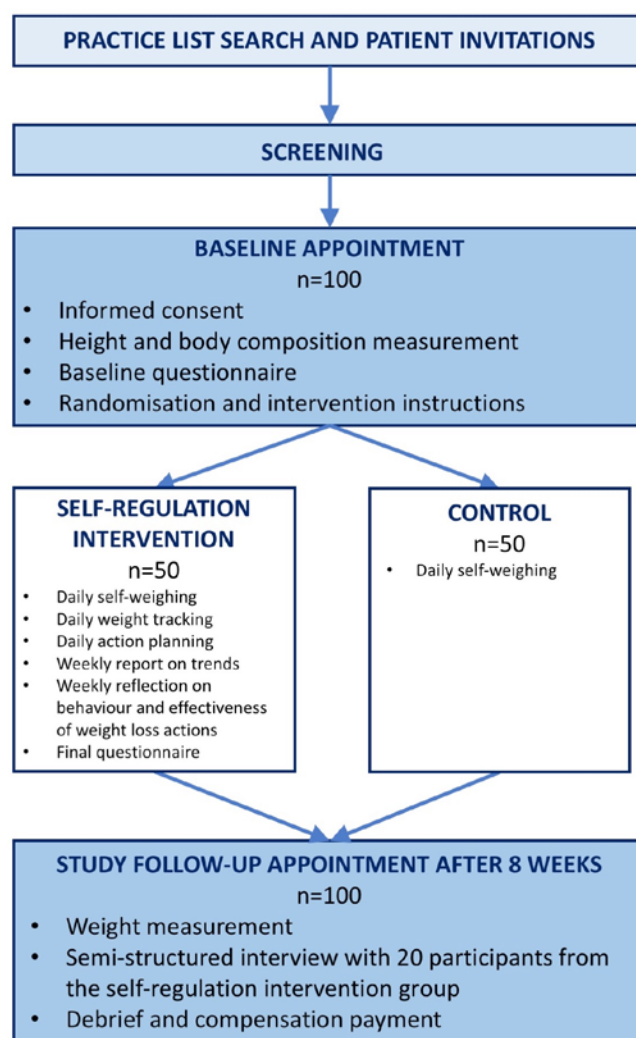 PRACTICE LIST SEARCH AND PATIENT INVITATIONS
SCREENING
BASELINE APPOINTMENT
n=100
• Informed consent
• Height and body composition measurement
• Baseline questionnaire
• Randomisation and intervention instructions
SELF-REGULATION
INTERVENTION
n=50
• Daily self-weighing
• Daily weight tracking
• Daily action planning
• Weekly report on trends
• Weekly reflection on
behaviour and effectiveness
of weight loss actions
• Final questionnaire
CONTROL
n=50
• Daily self-weighing
STUDY FOLLOW-UP APPOINTMENT AFTER 8 WEEKS
n=100
• Weight measurement
• Semi-structured interview with 20 participants from
the self-regulation intervention group
• Debrief and compensation payment